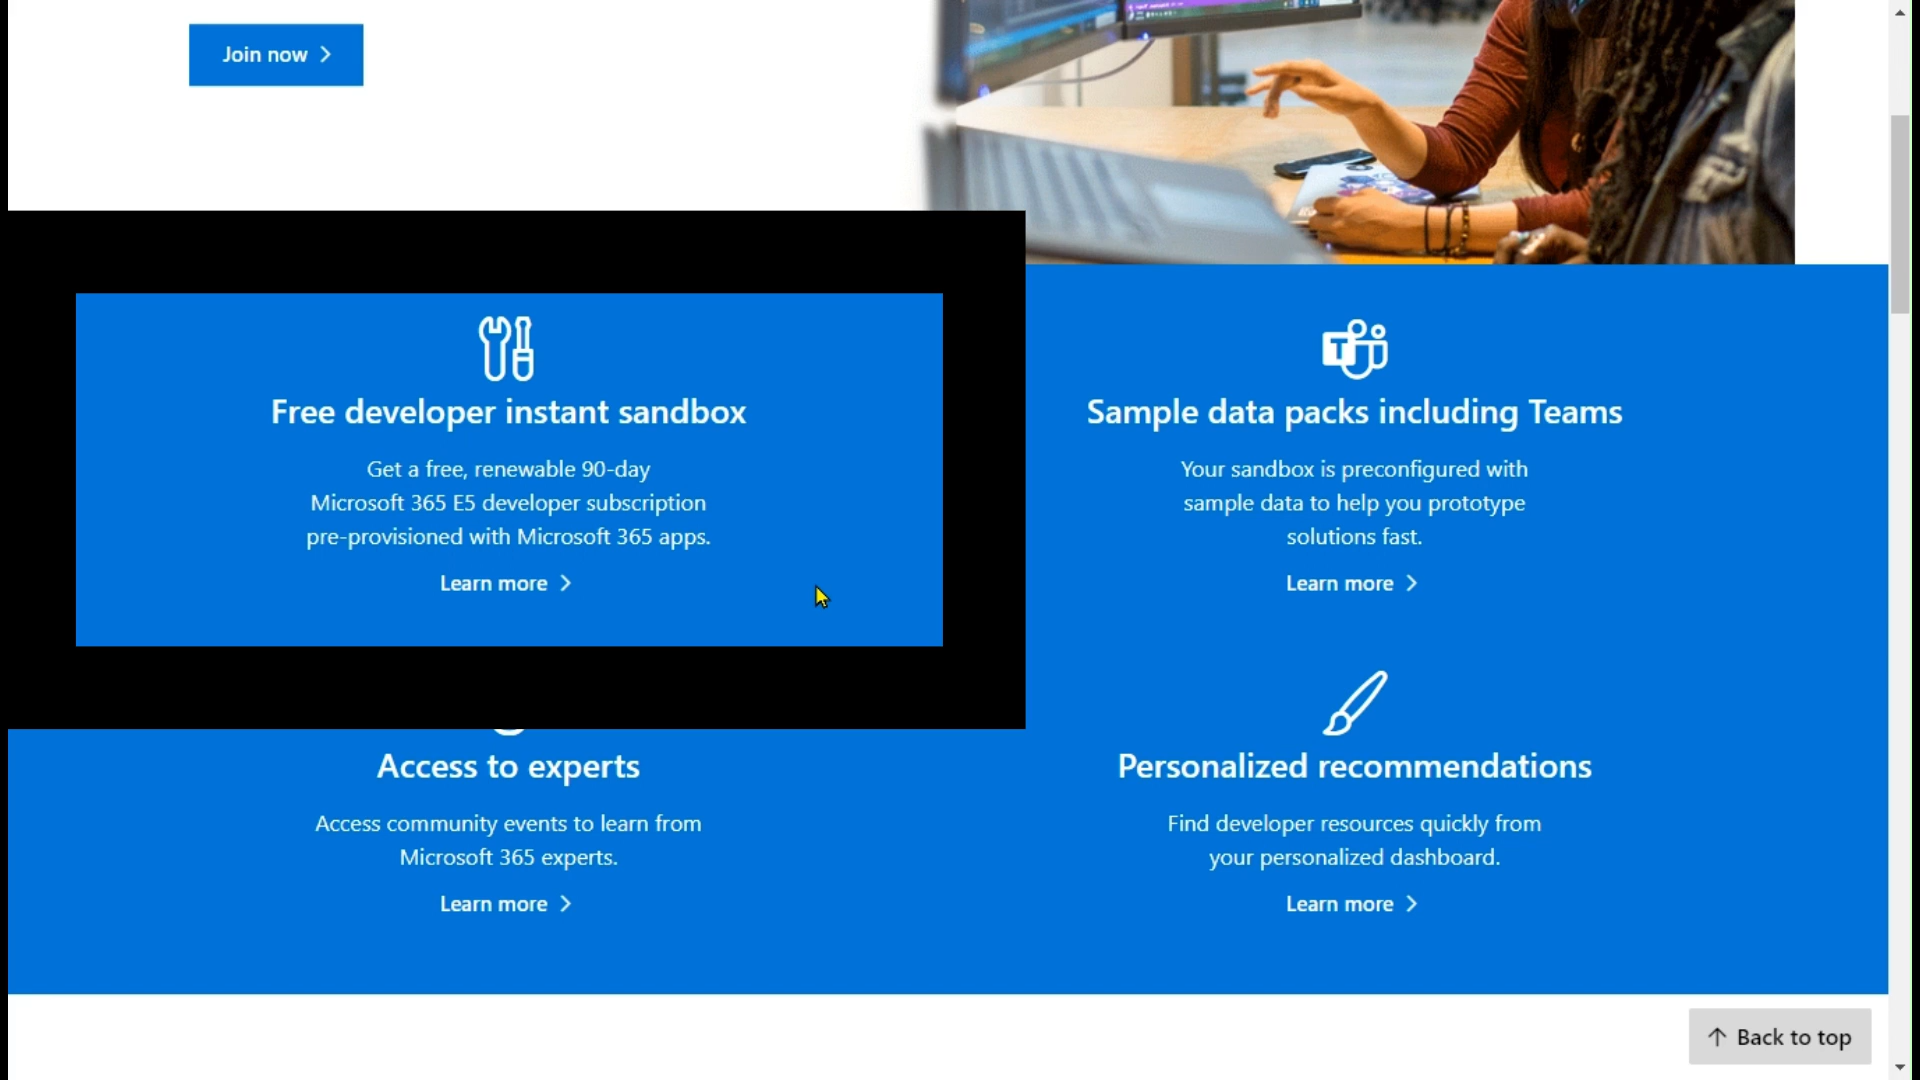 Join now
Free developer instant sandbox
Get a free, renewable 90-day
Microsoft 365 E5 developer subscription
pre-provisioned with Microsoft 365 apps.
Learn more
Sample data packs including Teams
Your sandbox is preconfigured with
sample data to help you prototype
solutions fast.
Learn more
Access to experts
Access community events to learn from
Microsoft 365 experts.
Learn more
Personalized recommendations
Find developer resources quickly from
your personalized dashboard.
Learn more
Back to top